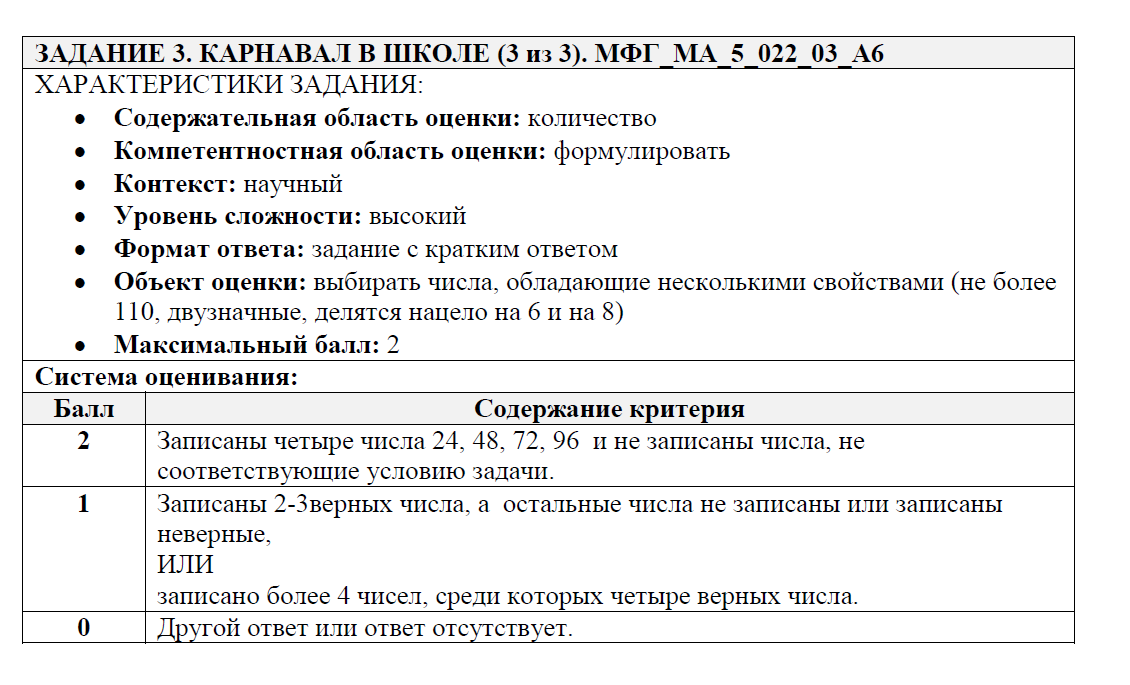 ЗАДАНИЕ 3. КАРНАВАЛ В ШКОЛЕ (3 из 3). МФГ_МА_5_022_03_А6
ХАРАКТЕРИСТИКИ ЗАДАНИЯ:
• Содержательная область оценки: количество
• Компетентностная область оценки: формулировать
• Контекст: научный
• Уровень сложности: высокий
• Формат ответа: задание с кратким ответом
• Объект оценки: выбирать числа, обладающие несколькими свойствами (не более
110, двузначные, делятся нацело на 6 и на 8)
• Максимальный балл: 2
Система оценивания:
Балл Содержание критерия
2 Записаны четыре числа 24, 48, 72, 96 и не записаны числа, не
соответствующие условию задачи.
1 Записаны 2-3верных числа, а остальные числа не записаны или записаны
неверные,
ИЛИ
записано более 4 чисел, среди которых четыре верных числа.
0 Другой ответ или ответ отсутствует.